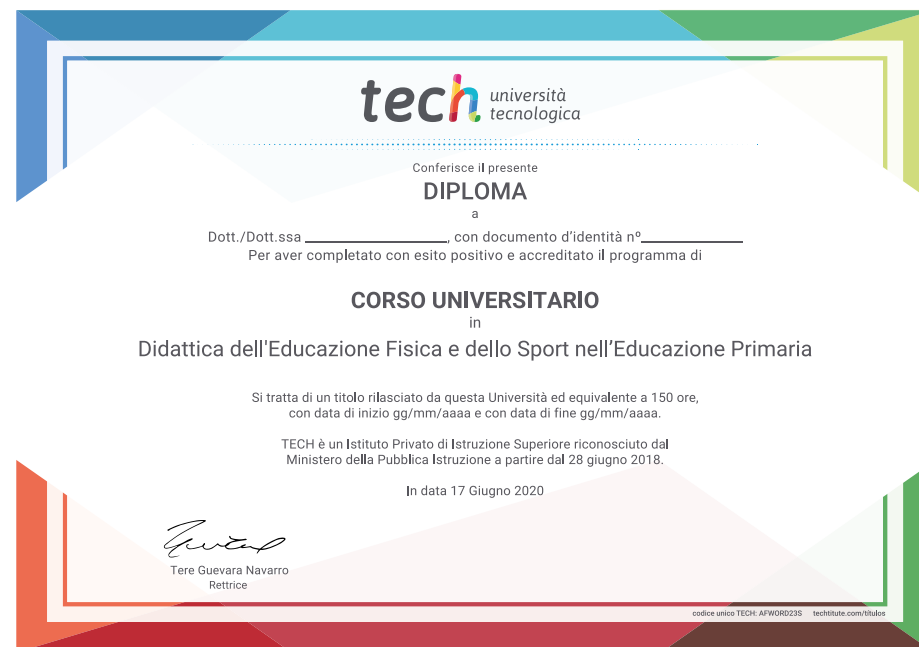 tech università
tecnologica
Conferisce il presente
DIPLOMA
a
Dott./Dott.ssa ____________________, con documento d'identità nº______________
Per aver completato con esito positivo e accreditato il programma di
CORSO UNIVERSITARIO
in
Didattica dell'Educazione Fisica e dello Sport nell'Educazione Primaria
Si tratta di un titolo rilasciato da questa Università ed equivalente a 150 ore,
con data di inizio gg/mm/aaaa e con data di fine gg/mm/aaaa.
TECH è un Istituto Privato di Istruzione Superiore riconosciuto dal
Ministero della Pubblica Istruzione a partire dal 28 giugno 2018.
In data 17 Giugno 2020
Tere Guevara Navarro
Rettrice
codice unico TECH: AFWORD23S techtitute.com/títulos